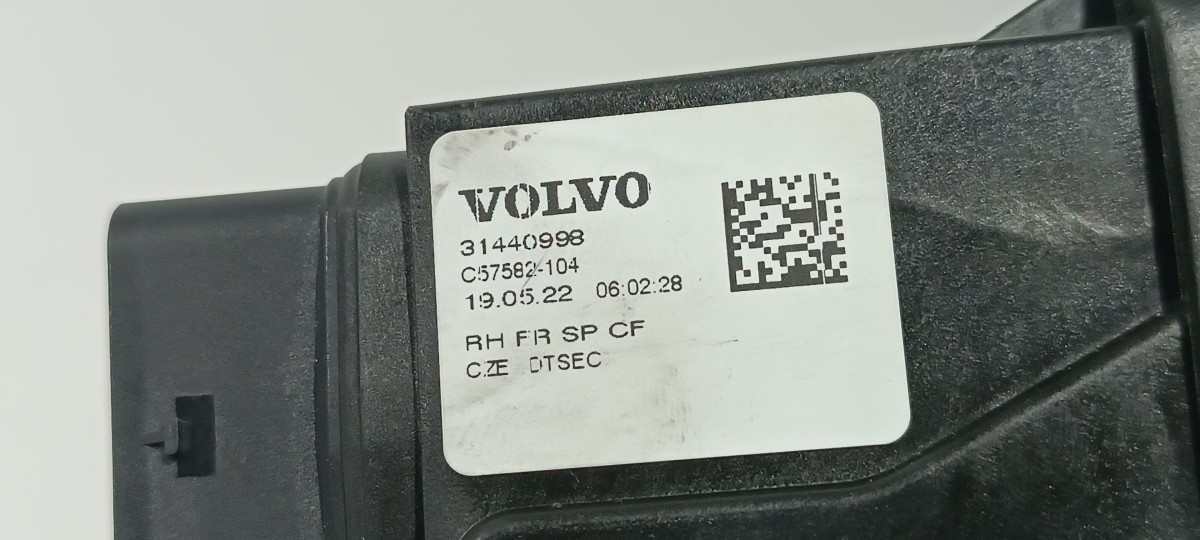 VOLVO
31440998
C57582-104
19.05.22 06:02:28
RH FR SP CF
CZE DTSEC